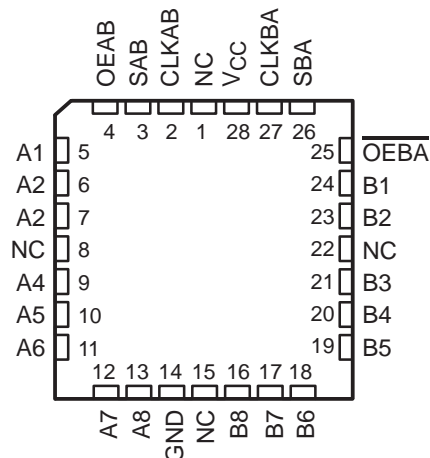 OEAB SAB CLKAB NC VCC CLKBA SBA
4 3 2 1 28 27 26
A1 5 25 OEBA
A2 6 24 B1
A2 7 23 B2
NC 8 22 NC
A4 9 21 B3
A5 10 20 B4
A6 11 19 B5
12 13 14 15 16 17 18
A7 A8 GND NC B8 B7 B6